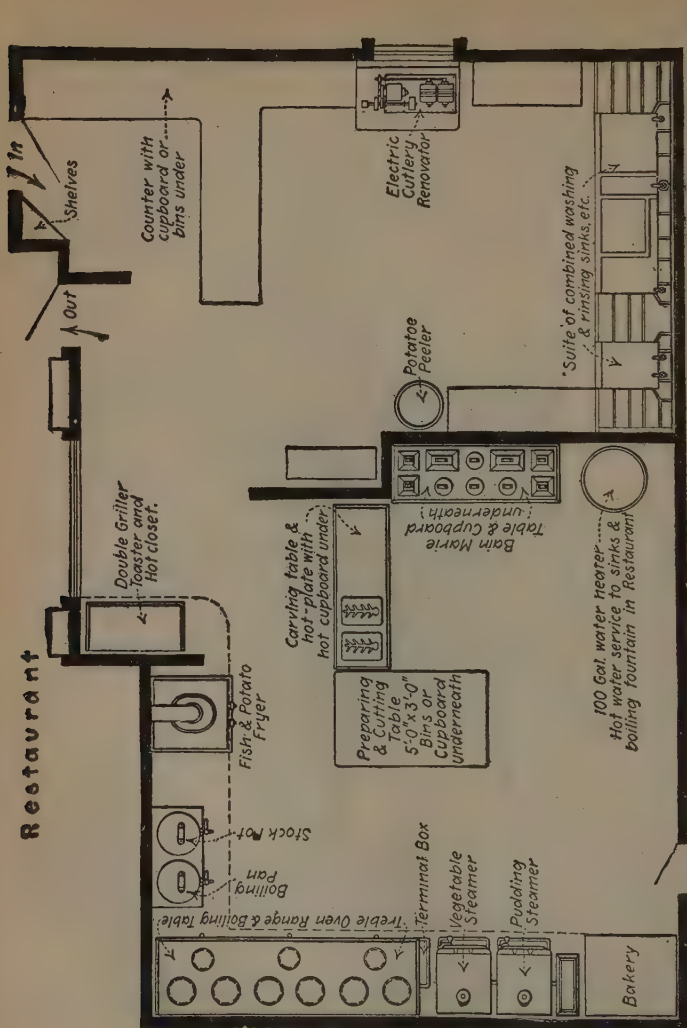 Restaurant
In
Shelves
Out
Counter with
cupboard or
bins under
Electric
Cutlery
Renovator
"Suite" of combined washing
& rinsing sinks, etc.
Potatoe
Peeler
Double Griller
Toaster and
Hot closet.
Carving table &
hot-plate with
hot cupboard under
Bain Marie
Table & Cupboard
underneath
Fish & Potato
Fryer
Preparing
& Cutting
Table
5'-0"x3'-0"
Bins or
Cupboard
Underneath
100 Gal. water heater
Hot water service to sinks &
boiling fountain in Restaurant
Stock Pot
Boiling
Pan
Treble Oven Range & Boiling Table
Terminal Box
Vegetable
Steamer
Pudding
Steamer
Bakery